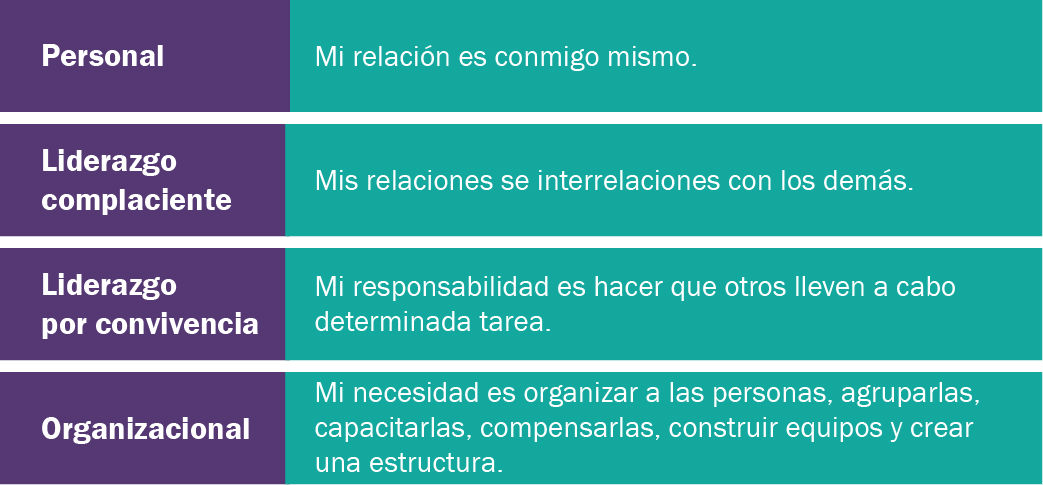 Personal
Mi relación es conmigo mismo.
Liderazgo
complaciente
Mis relaciones se interrelaciones con los demás.
Liderazgo
por convivencia
Mi responsabilidad es hacer que otros lleven a cabo
determinada tarea.
Organizacional
Mi necesidad es organizar a las personas, agruparlas,
capacitarlas, compensarlas, construir equipos y crear
una estructura.